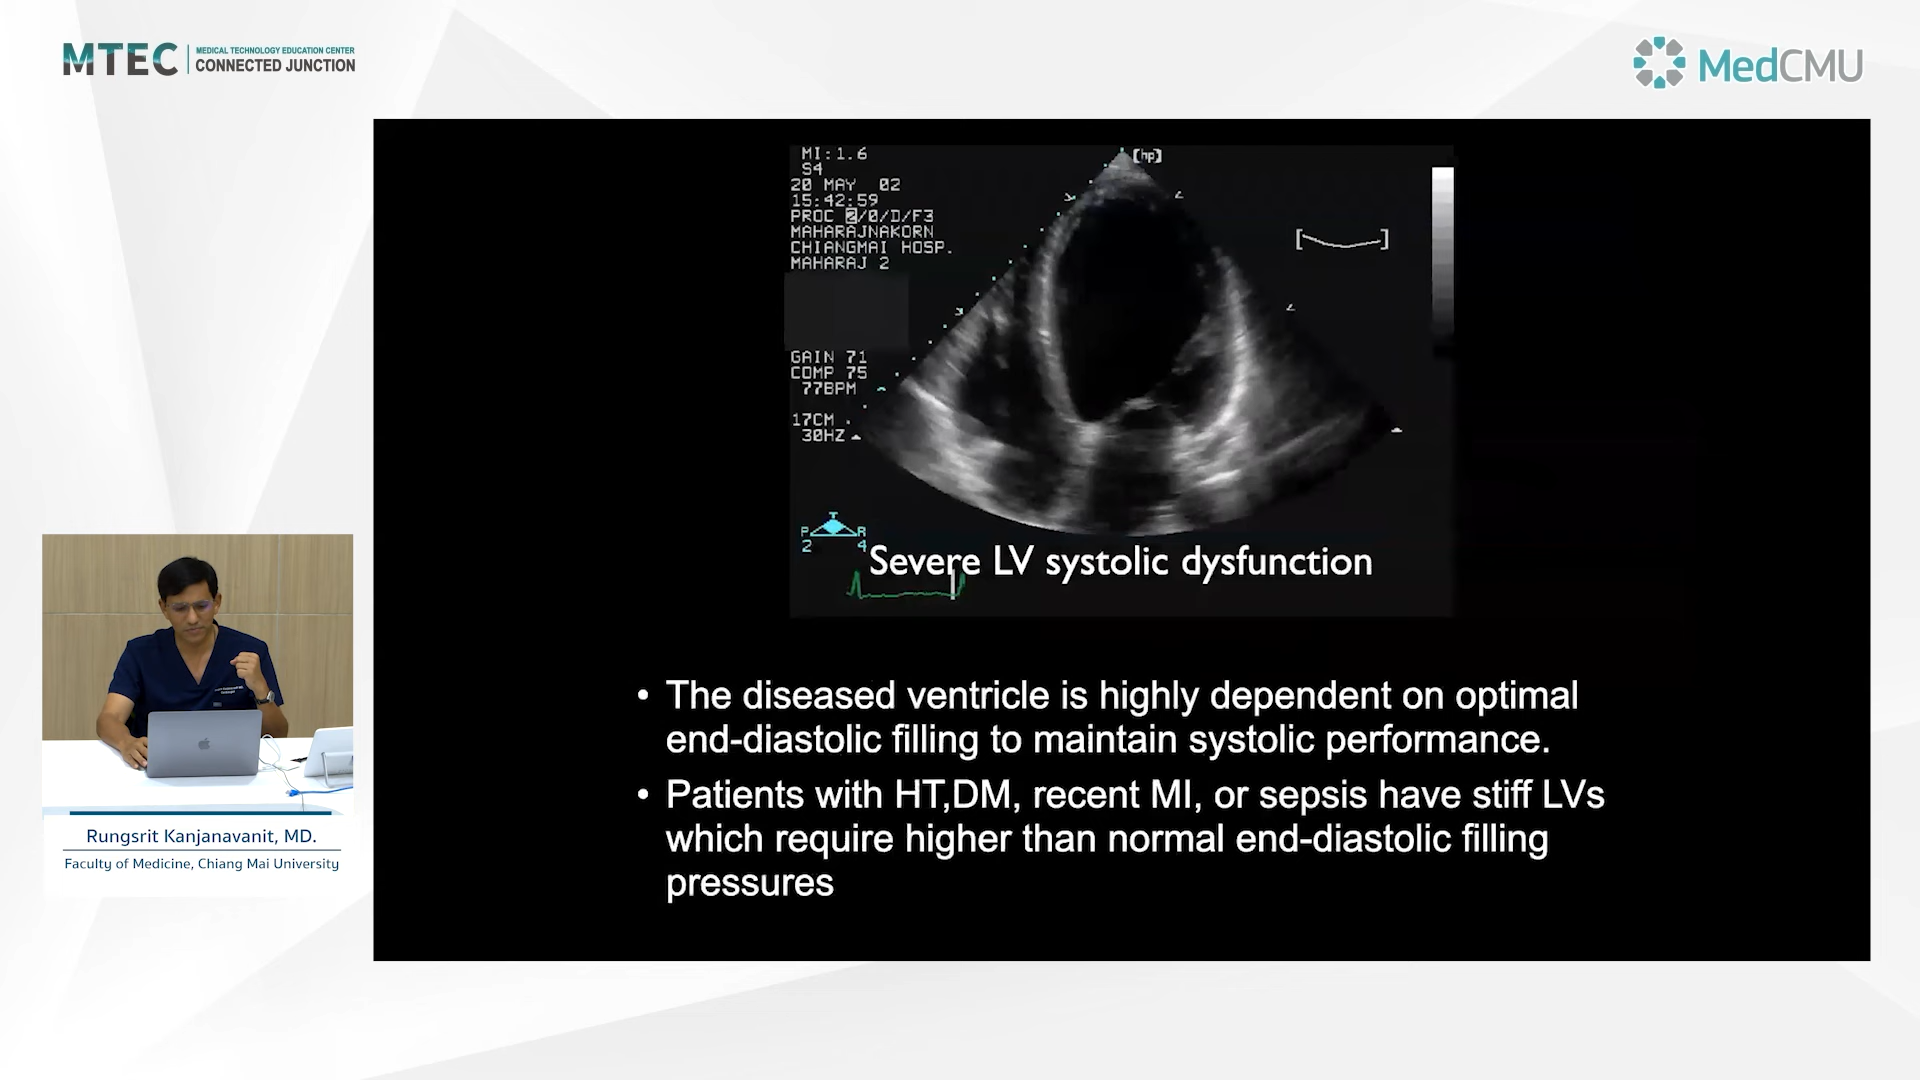 MTEC
MEDICAL TECHNOLOGY EDUCATION CENTER
CONNECTED JUNCTION
MedCMU
MI:1.6
S4
20 MAY 02
15:42:59
PROC 2/0/D/F3
MAHARAJNAKORN
CHIANGMAI HOSP.
MAHARAJ 2
[hp]
GAIN 71
COMP 75
77BPM
17CM
30HZ
T
P R
2 4
Severe LV systolic dysfunction
• The diseased ventricle is highly dependent on optimal
end-diastolic filling to maintain systolic performance.
• Patients with HT,DM, recent MI, or sepsis have stiff LVs
which require higher than normal end-diastolic filling
pressures
Rungsrit Kanjanavanit, MD.
Faculty of Medicine, Chiang Mai University